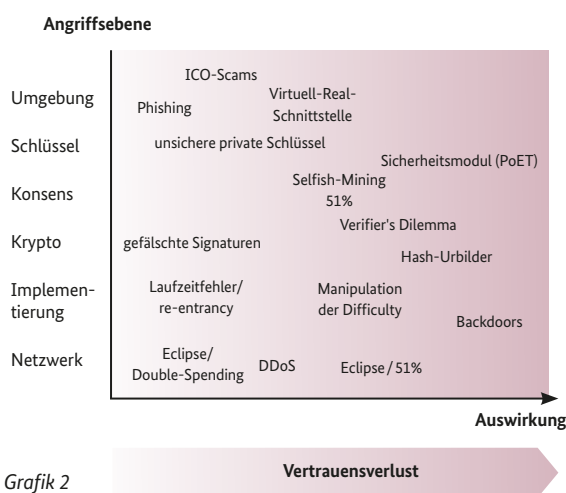 Angriffsebene
ICO-Scams
Umgebung
Virtuell-Real-
Schnittstelle
Phishing
Schlüssel
unsichere private Schlüssel
Sicherheitsmodul (PoET)
Konsens
Selfish-Mining
51%
Verifier's Dilemma
Krypto
gefälschte Signaturen
Hash-Urbilder
Implemen-
tierung
Laufzeitfehler/
re-entrancy
Manipulation
der Difficulty
Backdoors
Netzwerk
Eclipse/
Double-Spending
DDoS
Eclipse / 51%
Auswirkung
Vertrauensverlust
Grafik 2